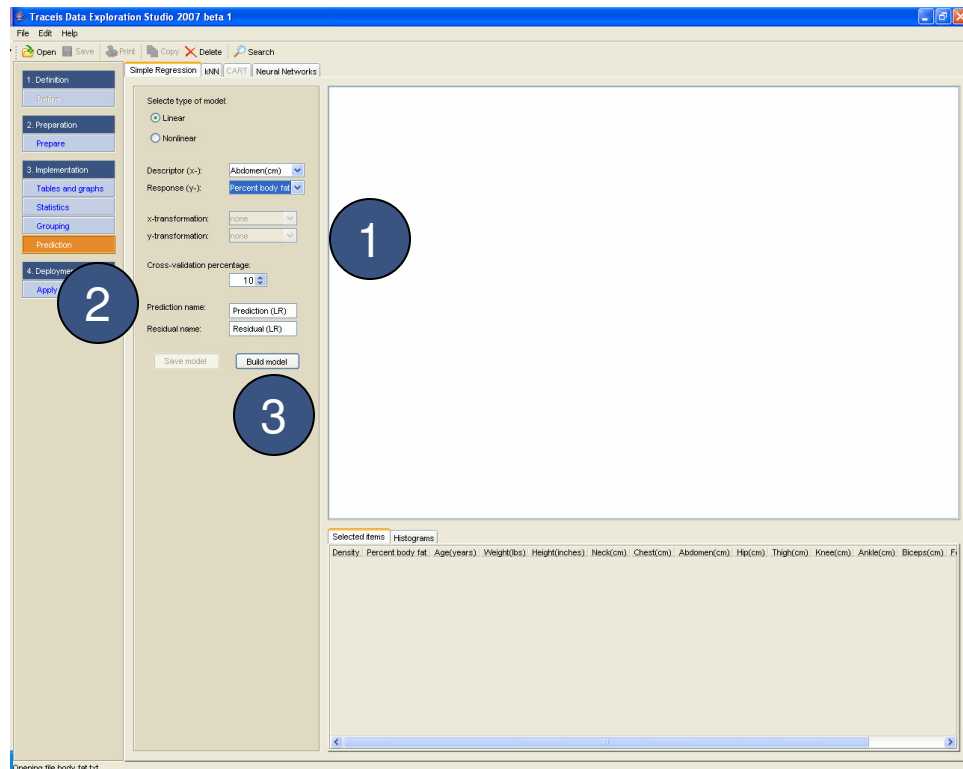 Traceis Data Exploration Studio 2007 beta 1
File Edit Help
Open Save Print Copy Delete Search
Simple Regression kNN CART Neural Networks
1. Definition
Define
2. Preparation
Prepare
3. Implementation
Tables and graphs
Statistics
Grouping
Prediction
4. Deployme
Apply
Selecte type of model:
Linear
Nonlinear
Descriptor (x-): Abdomen(cm)
Response (y-): Percent body fat
x-transformation: none
y-transformation: none
Cross-validation percentage:
10
Prediction name: Prediction (LR)
Residual name: Residual (LR)
Save model Build model
1
2
3
Selected items Histograms
Density Percent body fat Age(years) Weight(lbs) Height(inches) Neck(cm) Chest(cm) Abdomen(cm) Hip(cm) Thigh(cm) Knee(cm) Ankle(cm) Biceps(cm)
Opening file body fat.txt